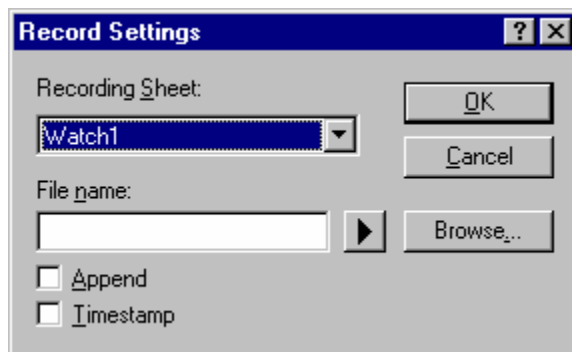 Record Settings
Recording Sheet:
OK
Watch1
Cancel
File name:
Browse...
Append
Timestamp